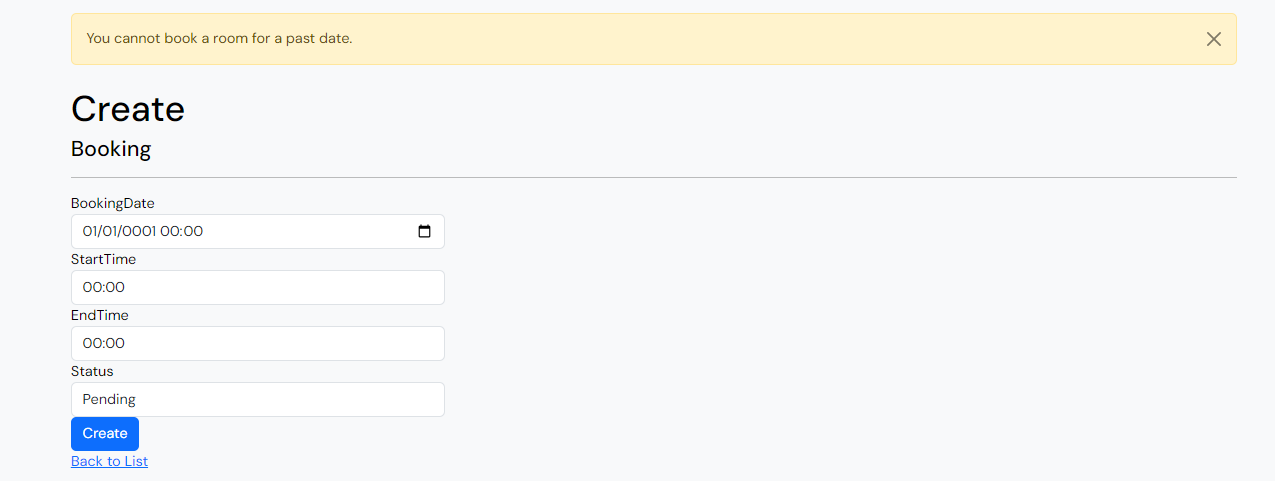 You cannot book a room for a past date.
Create
Booking
BookingDate
01/01/0001 00:00
StartTime
00:00
EndTime
00:00
Status
Pending
Create
Back to List